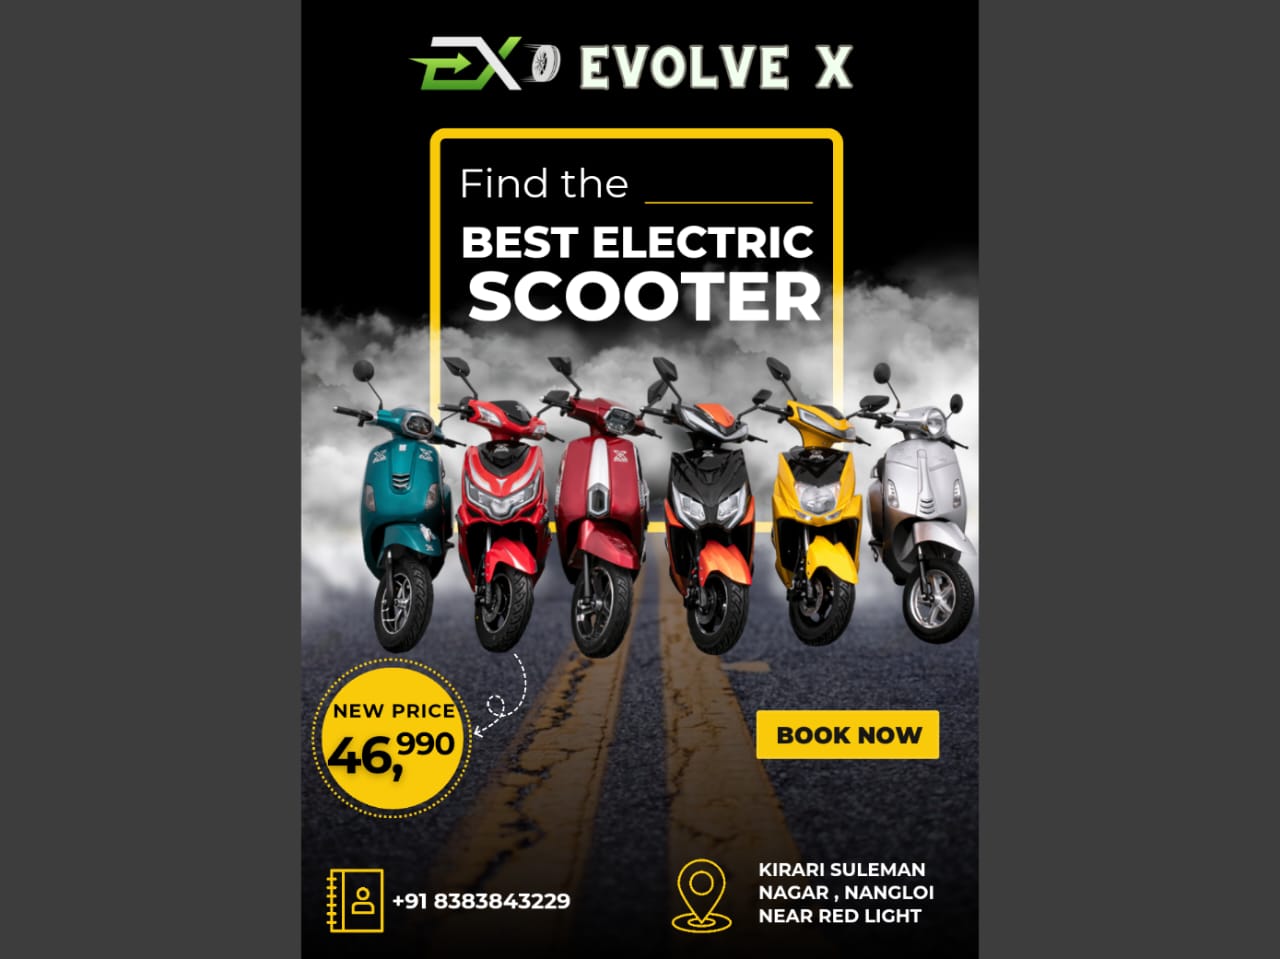 EX
EVOLVE X
Find the
BEST ELECTRIC
SCOOTER
NEW PRICE
46,990
BOOK NOW
+91 8383843229
KIRARI SULEMAN
NAGAR , NANGLOI
NEAR RED LIGHT